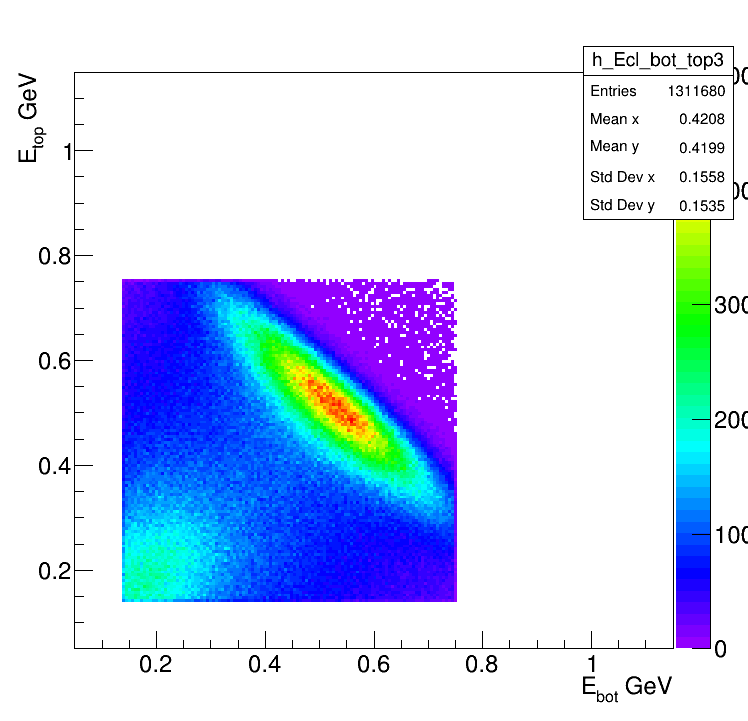 h_Ecl_bot_top3
Entries 1311680
Mean x 0.4208
Mean y 0.4199
Std Dev x 0.1558
Std Dev y 0.1535
E_top GeV
1
0.8
0.6
0.4
0.2
0.2 0.4 0.6 0.8 1
E_bot GeV
300
200
100
0